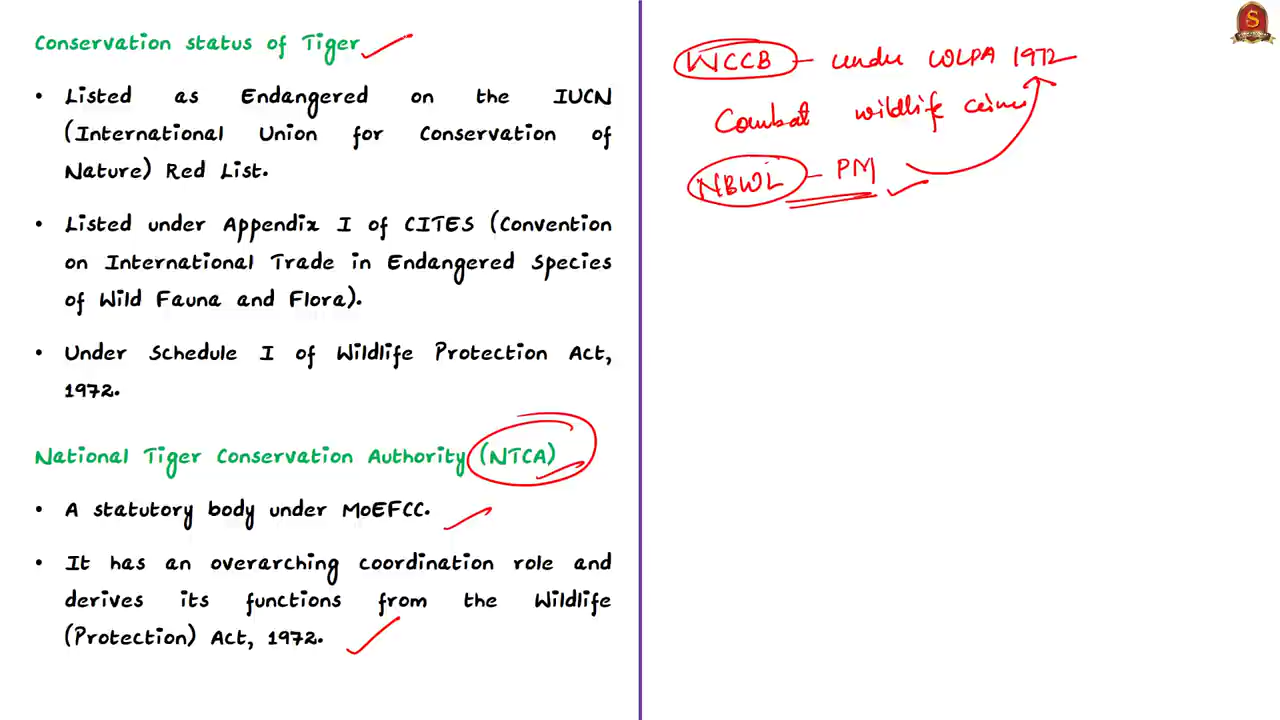 Conservation status of Tiger
• Listed as Endangered on the IUCN
(International Union for Conservation of
Nature) Red List.
• Listed under Appendix I of CITES (Convention
on International Trade in Endangered Species
of Wild Fauna and Flora).
• Under Schedule I of Wildlife Protection Act,
1972.
National Tiger Conservation Authority (NTCA)
• A statutory body under MoEFCC.
• It has an overarching coordination role and
derives its functions from the Wildlife
(Protection) Act, 1972.
WCCB – under WLPA 1972
Combat wildlife crime
NBWL – PM
S